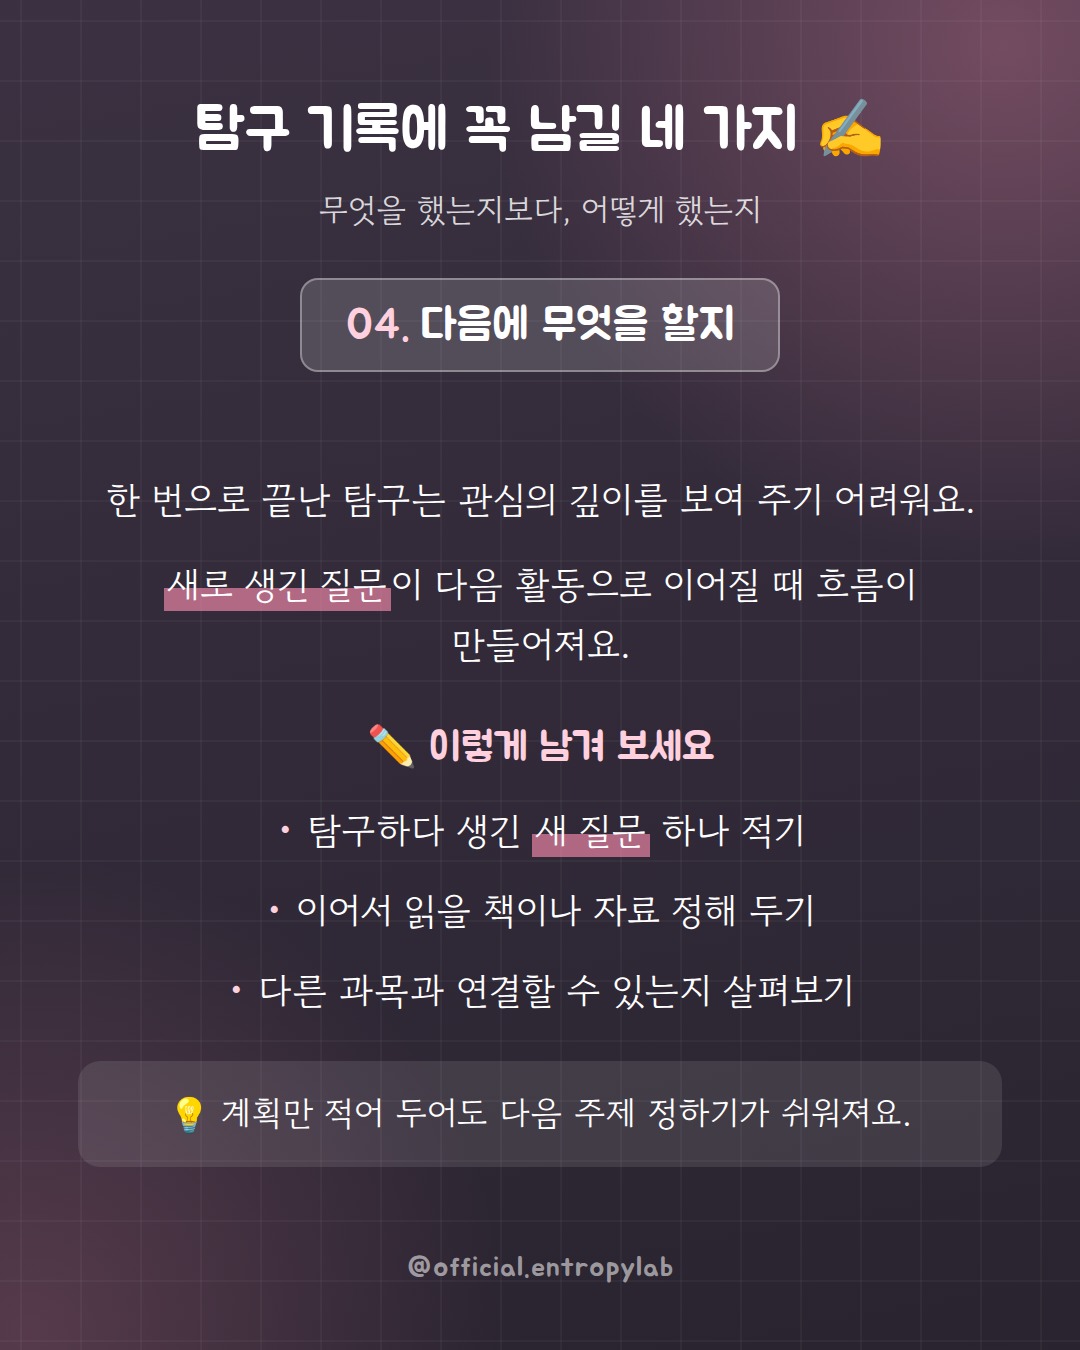 탐구 기록에 꼭 남길 네 가지 ✍️
무엇을 했는지보다, 어떻게 했는지
04. 다음에 무엇을 할지
한 번으로 끝난 탐구는 관심의 깊이를 보여 주기 어려워요.
새로 생긴 질문이 다음 활동으로 이어질 때 흐름이
만들어져요.
✏️ 이렇게 남겨 보세요
• 탐구하다 생긴 새 질문 하나 적기
• 이어서 읽을 책이나 자료 정해 두기
• 다른 과목과 연결할 수 있는지 살펴보기
💡 계획만 적어 두어도 다음 주제 정하기가 쉬워져요.
@official.entropylab